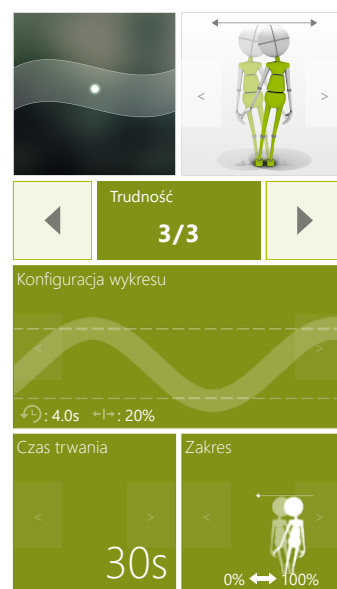 Trudność
3/3
Konfiguracja wykresu
: 4.0s : 20%
Czas trwania
30s
Zakres
0% 100%